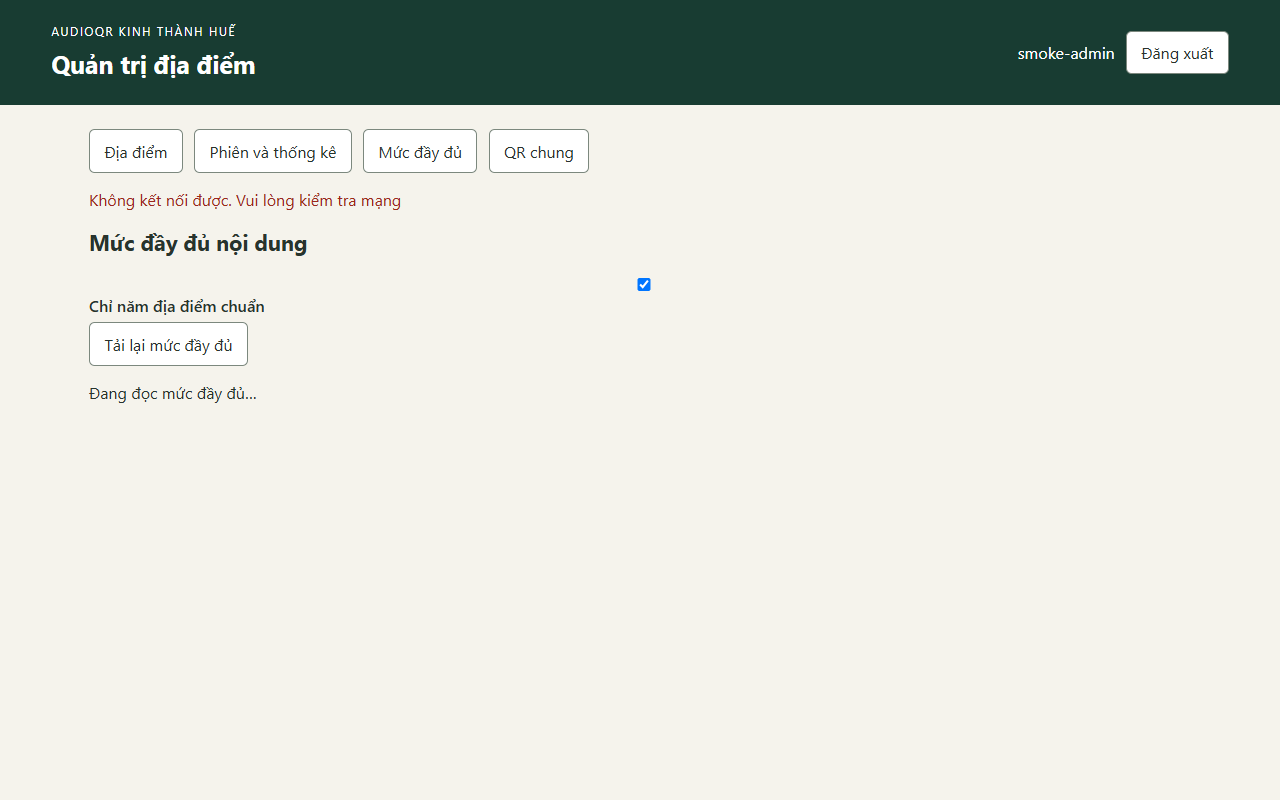 AUDIOQR KINH THÀNH HUẾ
Quản trị địa điểm
smoke-admin
Đăng xuất
Địa điểm
Phiên và thống kê
Mức đầy đủ
QR chung
Không kết nối được. Vui lòng kiểm tra mạng
Mức đầy đủ nội dung
Chỉ năm địa điểm chuẩn
Tải lại mức đầy đủ
Đang đọc mức đầy đủ...